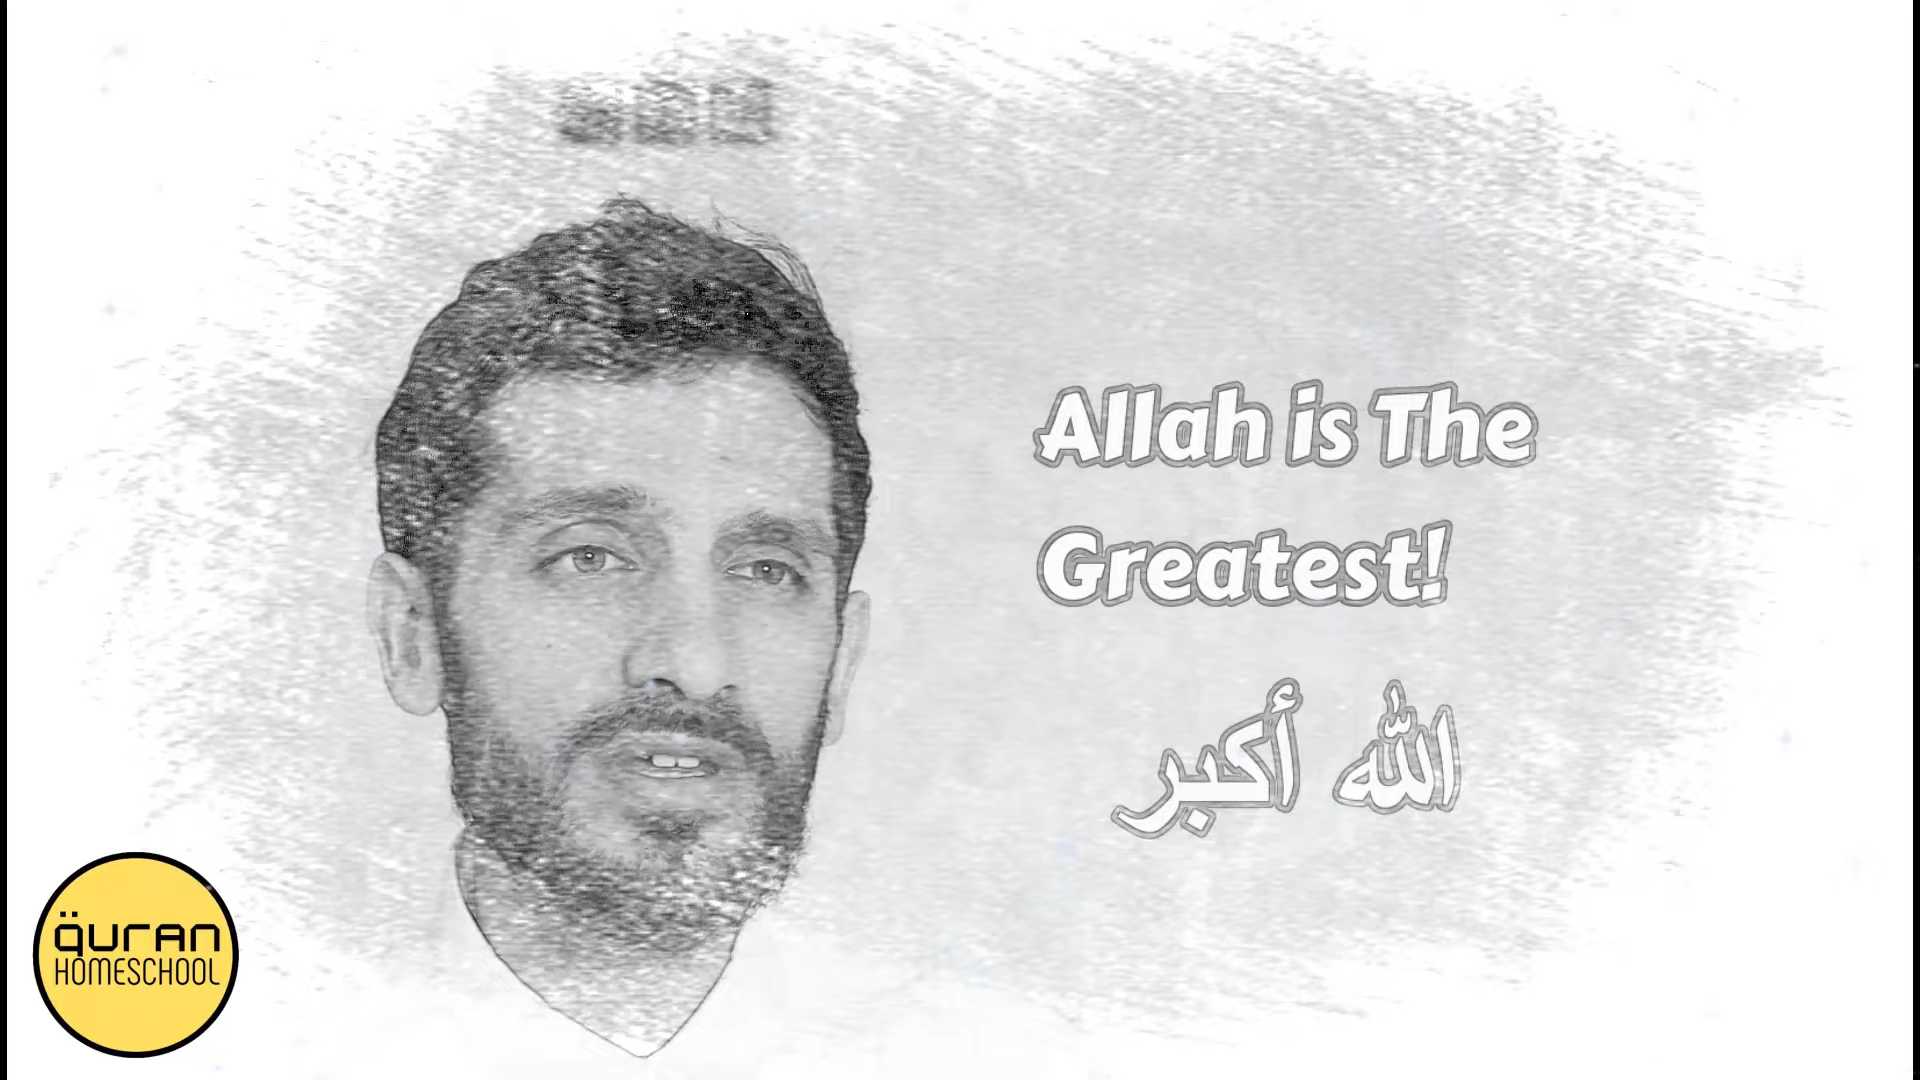 Allah is The
Greatest!
الله أكبر
quran
HOMESCHOOL